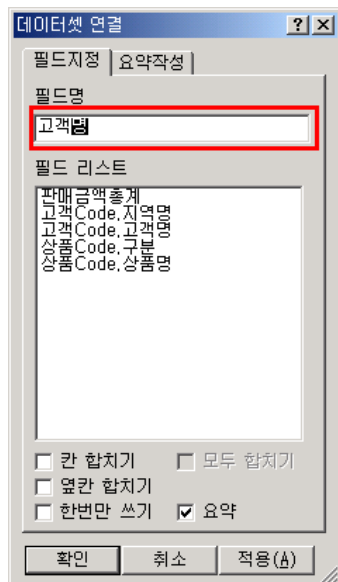 데이터셋 연결
필드지정 요약작성
필드명
고객명
필드 리스트
판매금액총계
고객Code.지역명
고객Code.고객명
상품Code.구분
상품Code.상품명
칸 합치기 모두 합치기
옆칸 합치기
한번만 쓰기 요약
확인 취소 적용(A)